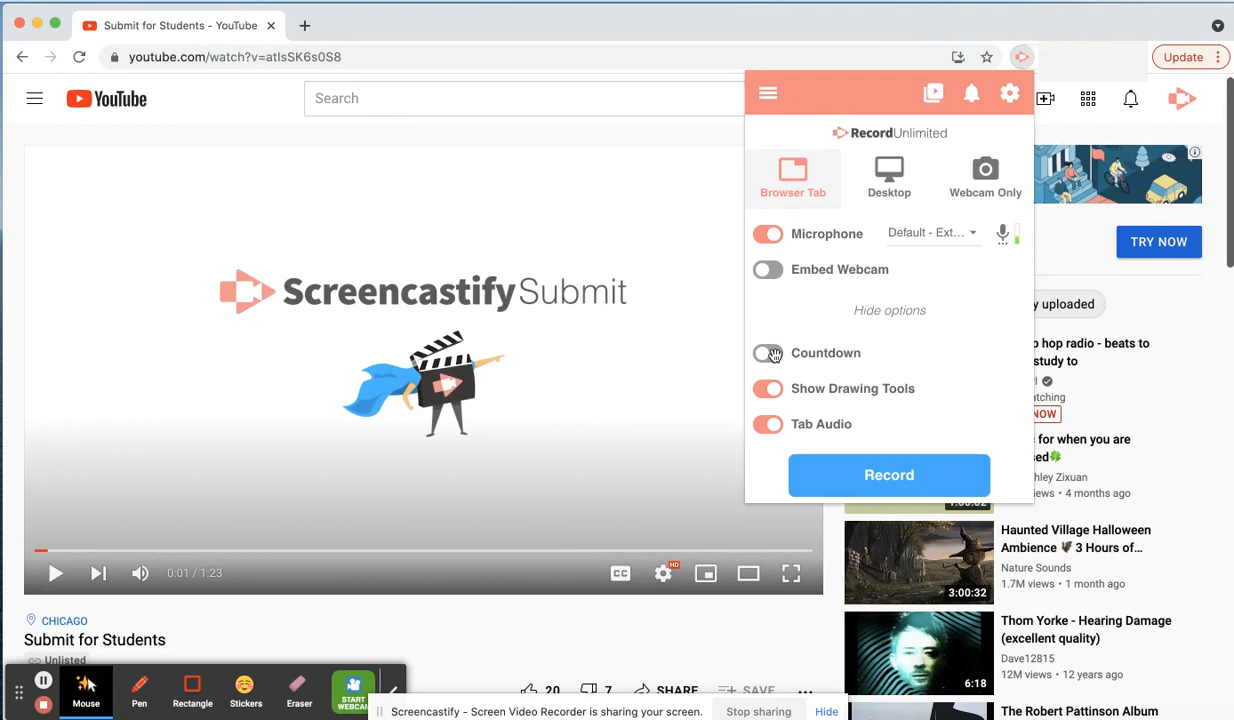 Submit for Students - YouTube
youtube.com/watch?v=atlsSK6s0S8
Update
YouTube
Search
RecordUnlimited
Browser Tab
Desktop
Webcam Only
Microphone
Default - Ext...
Embed Webcam
Hide options
Countdown
Show Drawing Tools
Tab Audio
Record
Screencastify Submit
0:01 / 1:23
CC
HD
TRY NOW
uploaded
hop radio - beats to
study to
NOW
for when you are
hley Zixuan
iews • 4 months ago
Haunted Village Halloween
Ambience 🦅 3 Hours of...
Nature Sounds
1.7M views • 1 month ago
3:00:32
Thom Yorke - Hearing Damage
(excellent quality)
Dave12815
12M views • 12 years ago
6:18
The Robert Pattinson Album
CHICAGO
Submit for Students
Unlisted
20
7
SHARE
SAVE
Mouse
Pen
Rectangle
Stickers
Eraser
START
WEBCAM
Screencastify - Screen Video Recorder is sharing your screen.
Stop sharing
Hide